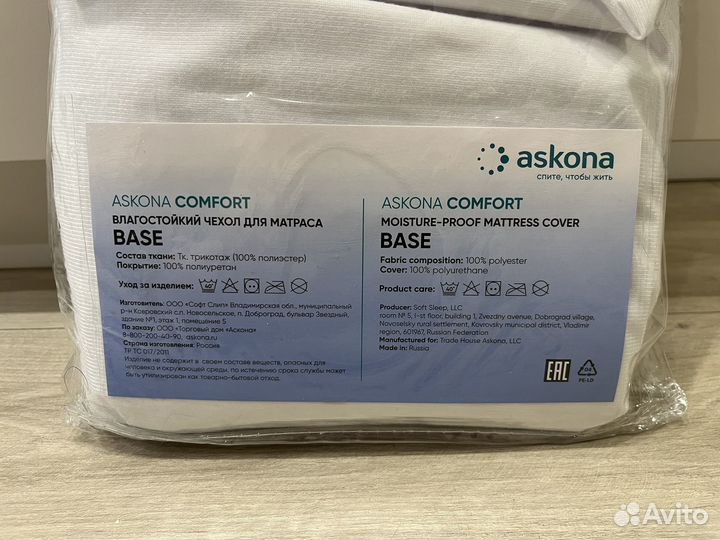 askona
спите, чтобы жить
ASKONA COMFORT
ВЛАГОСТОЙКИЙ ЧЕХОЛ ДЛЯ МАТРАСА
BASE
Состав ткани: Тк. трикотаж (100% полиэстер)
Покрытие: 100% полиуретан
Уход за изделием: 40°
Изготовитель: ООО «Софт Слип» Владимирская обл., муниципальный
р-н Ковровский с.п. Новосельское, п. Доброград, бульвар Звездный,
здание №1, этаж 1, помещение 5
По заказу: ООО «Торговый дом «Аскона»
8-800-200-40-90, askona.ru
Страна изготовления: Россия
ТР ТС 017/2011
Изделие не содержит в своем составе веществ, опасных для
человека и окружающей среды, по истечению срока службы может
быть утилизирован как товарно-бытовой отход.
ASKONA COMFORT
MOISTURE-PROOF MATTRESS COVER
BASE
Fabric composition: 100% polyester
Cover: 100% polyurethane
Product care: 40°
Producer: Soft Sleep, LLC
room № 5, 1-st floor, building 1, Zvezdny avenue, Dobrograd village,
Novoselsky rural settlement, Kovrovsky municipal district, Vladimir
region, 601967, Russian Federation
Manufactured for: Trade House Askona, LLC
Made in: Russia
EAC
04
PE-LD
Avito